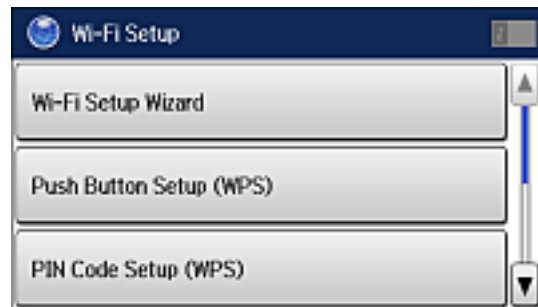 Wi-Fi Setup
Wi-Fi Setup Wizard
Push Button Setup (WPS)
PIN Code Setup (WPS)